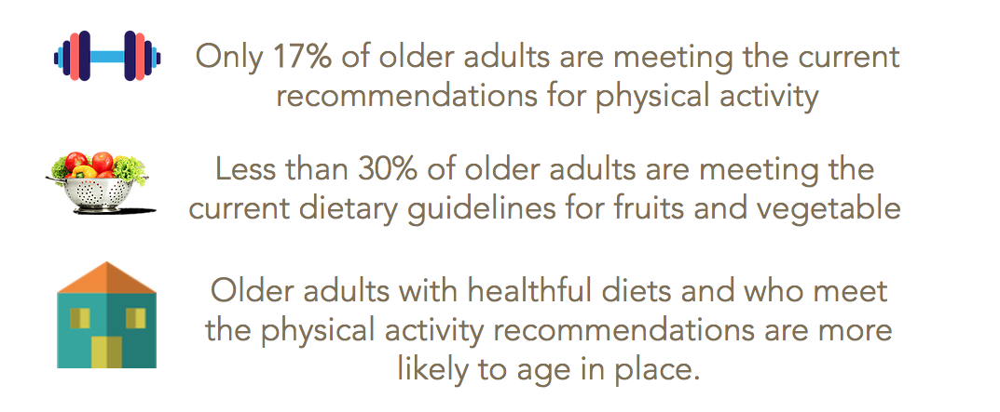 Only 17% of older adults are meeting the current
recommendations for physical activity
Less than 30% of older adults are meeting the
current dietary guidelines for fruits and vegetable
Older adults with healthful diets and who meet
the physical activity recommendations are more
likely to age in place.